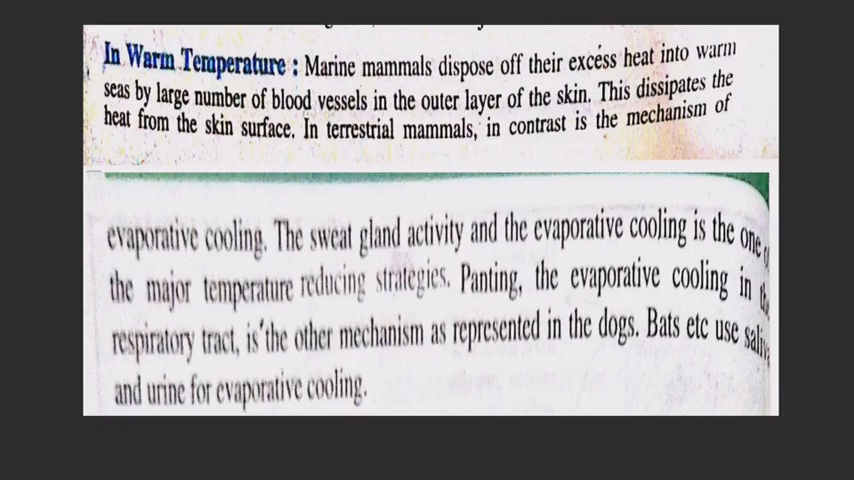 In Warm Temperature : Marine mammals dispose off their excess heat into warm
seas by large number of blood vessels in the outer layer of the skin. This dissipates the
heat from the skin surface. In terrestrial mammals, in contrast is the mechanism of
evaporative cooling. The sweat gland activity and the evaporative cooling is the one
the major temperature reducing strategies. Panting, the evaporative cooling in
respiratory tract, is the other mechanism as represented in the dogs. Bats etc use
and urine for evaporative cooling.